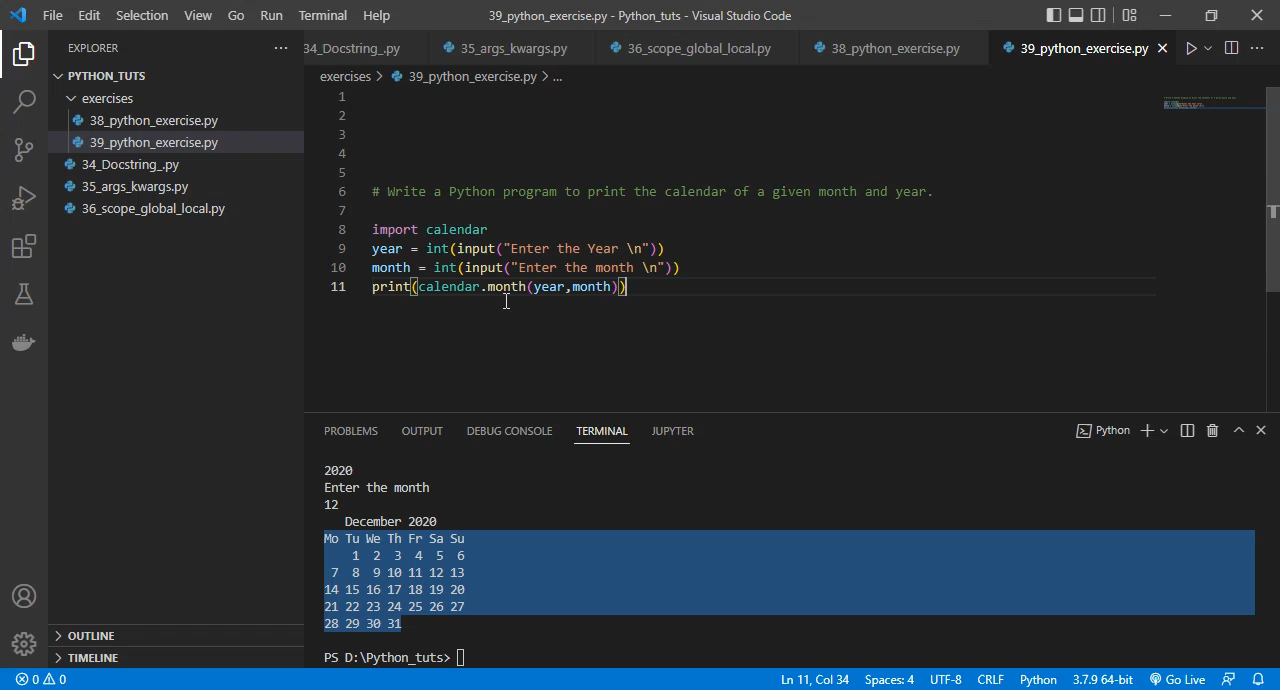 File Edit Selection View Go Run Terminal Help 39_python_exercise.py - Python_tuts - Visual Studio Code
EXPLORER
34_Docstring_.py 35_args_kwargs.py 36_scope_global_local.py 38_python_exercise.py 39_python_exercise.py
PYTHON_TUTS
exercises
38_python_exercise.py
39_python_exercise.py
34_Docstring_.py
35_args_kwargs.py
36_scope_global_local.py
exercises > 39_python_exercise.py > ...
1
2
3
4
5
6 # Write a Python program to print the calendar of a given month and year.
7
8 import calendar
9 year = int(input("Enter the Year \n"))
10 month = int(input("Enter the month \n"))
11 print(calendar.month(year,month))
PROBLEMS OUTPUT DEBUG CONSOLE TERMINAL JUPYTER Python
2020
Enter the month
12
December 2020
Mo Tu We Th Fr Sa Su
1 2 3 4 5 6
7 8 9 10 11 12 13
14 15 16 17 18 19 20
21 22 23 24 25 26 27
28 29 30 31
PS D:\Python_tuts>
OUTLINE
TIMELINE
0 0 Ln 11, Col 34 Spaces: 4 UTF-8 CRLF Python 3.7.9 64-bit Go Live